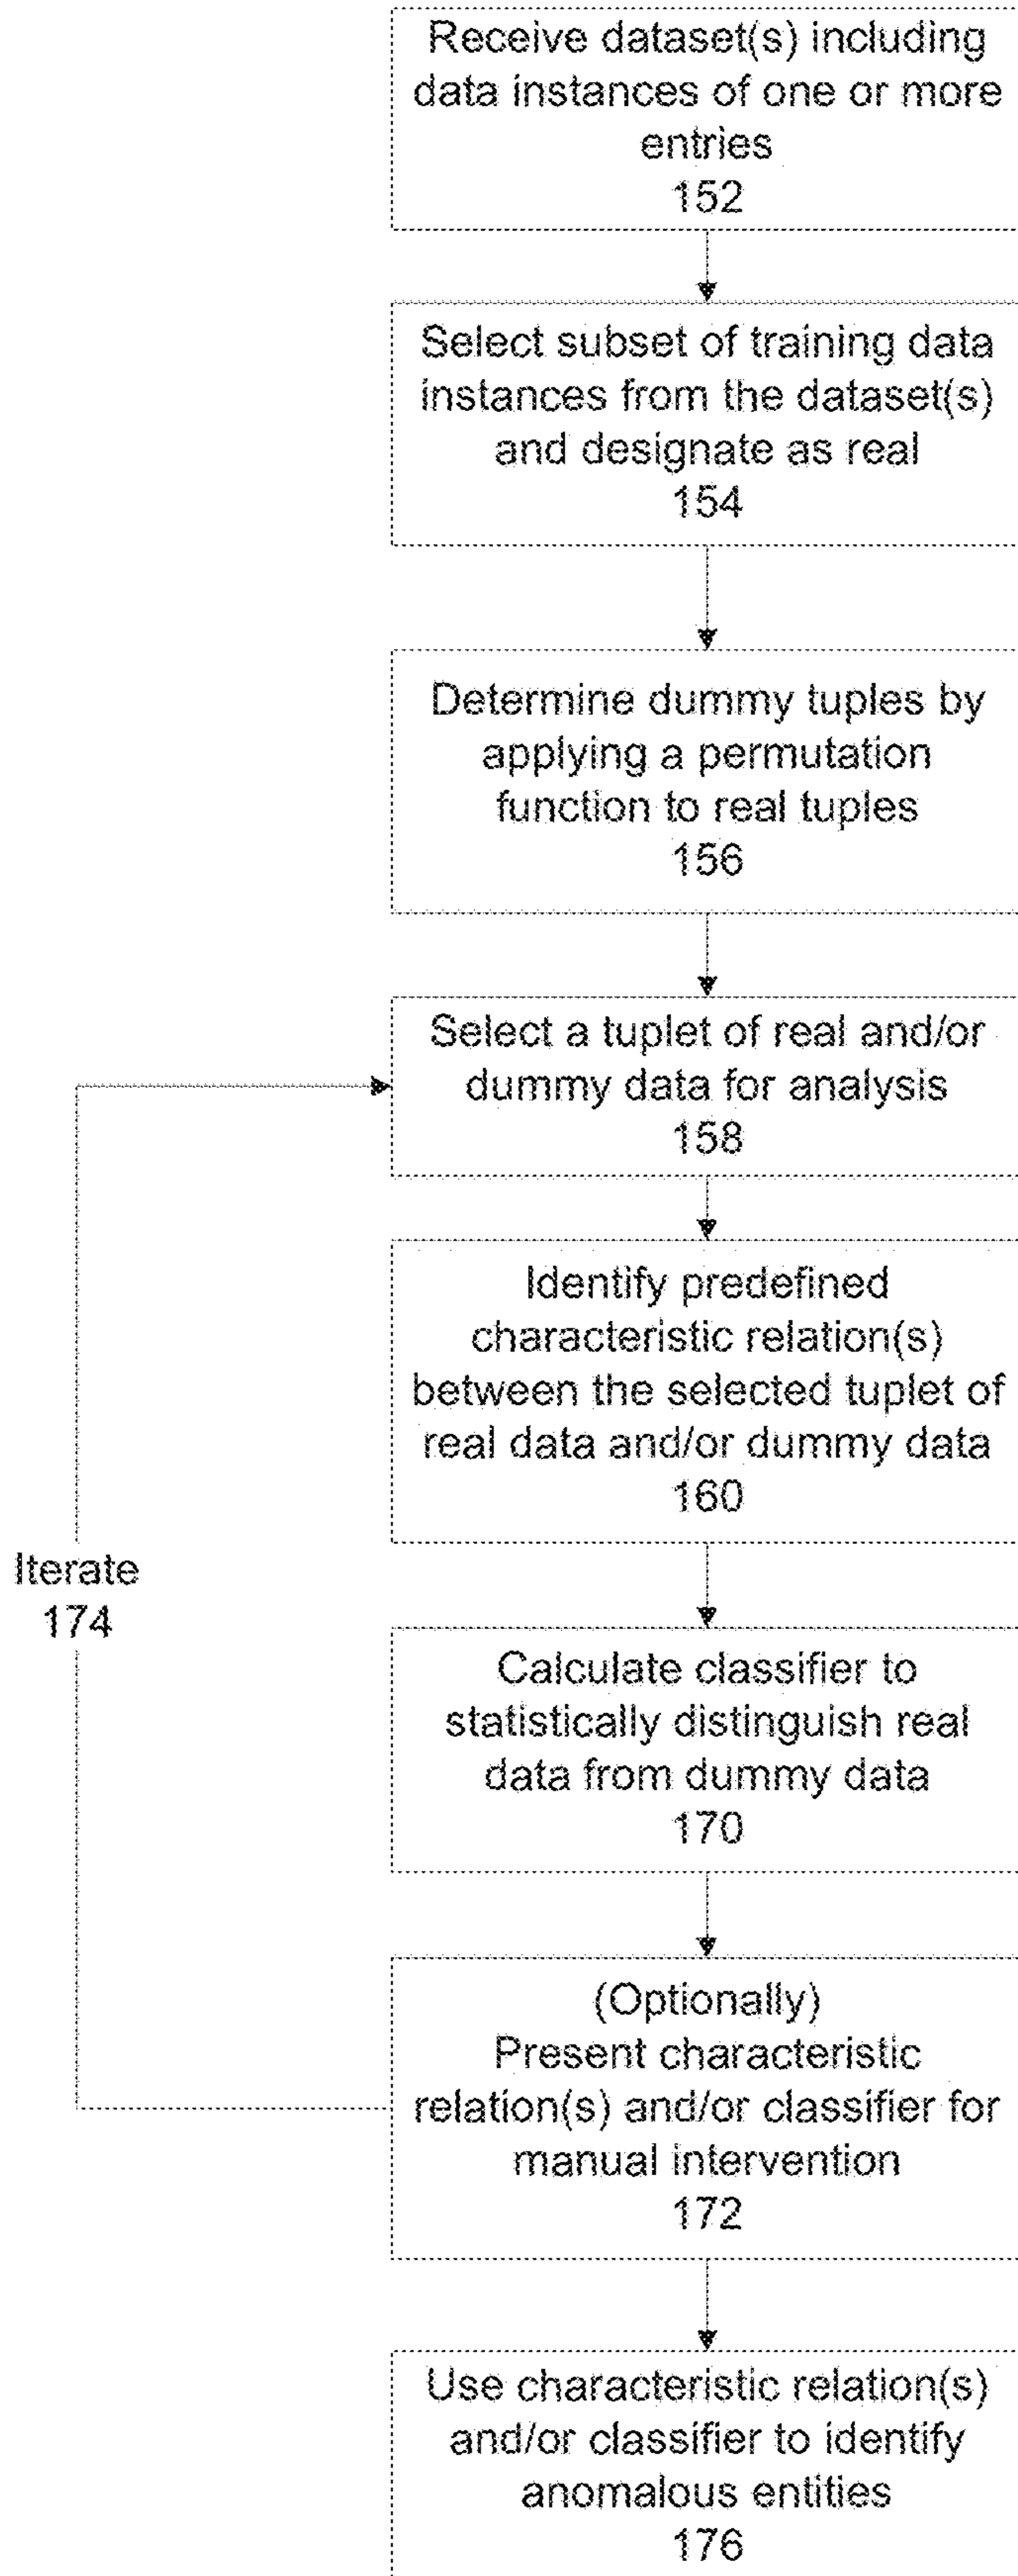 Receive dataset(s) including
data instances of one or more
entries
152
Select subset of training data
instances from the dataset(s)
and designate as real
154
Determine dummy tuples by
applying a permutation
function to real tuples
156
Select a tuplet of real and/or
dummy data for analysis
158
Identify predefined
characteristic relation(s)
between the selected tuplet of
real data and/or dummy data
160
Iterate
174
Calculate classifier to
statistically distinguish real
data from dummy data
170
(Optionally)
Present characteristic
relation(s) and/or classifier for
manual intervention
172
Use characteristic relation(s)
and/or classifier to identify
anomalous entities
176